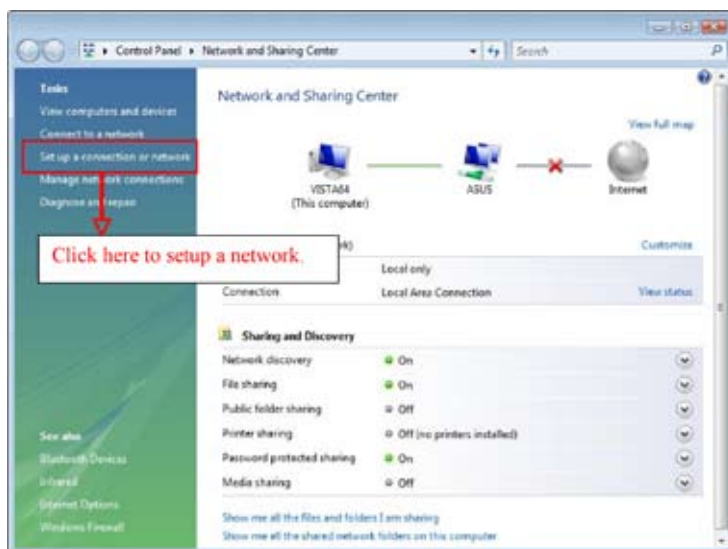 Control Panel ▸ Network and Sharing Center
Search
Tasks
View computers and devices
Connect to a network
Set up a connection or network
Manage network connections
Diagnose and repair
Click here to setup a network.
See also
Bluetooth Devices
Infrared
Internet Options
Windows Firewall
Network and Sharing Center
View full map
VISTA64
(This computer)
ASUS
Internet
Customize
Local only
Connection Local Area Connection View status
Sharing and Discovery
Network discovery On
File sharing On
Public folder sharing Off
Printer sharing Off (no printers installed)
Password protected sharing On
Media sharing Off
Show me all the files and folders I am sharing
Show me all the shared network folders on this computer